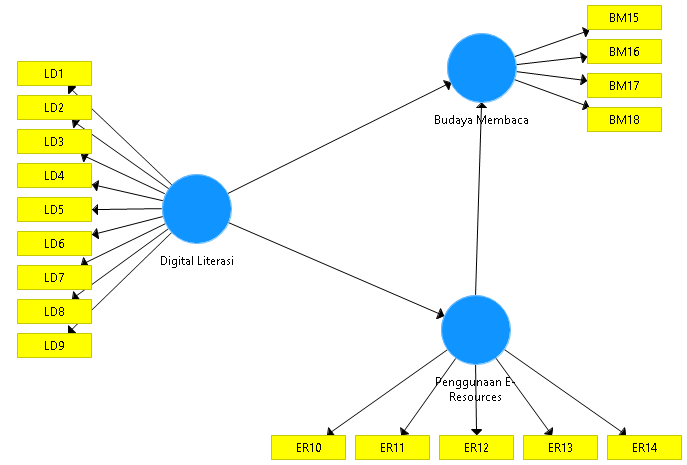 BM15
BM16
BM17
BM18
Budaya Membaca
LD1
LD2
LD3
LD4
LD5
LD6
LD7
LD8
LD9
Digital Literasi
Penggunaan E-
Resources
ER10
ER11
ER12
ER13
ER14